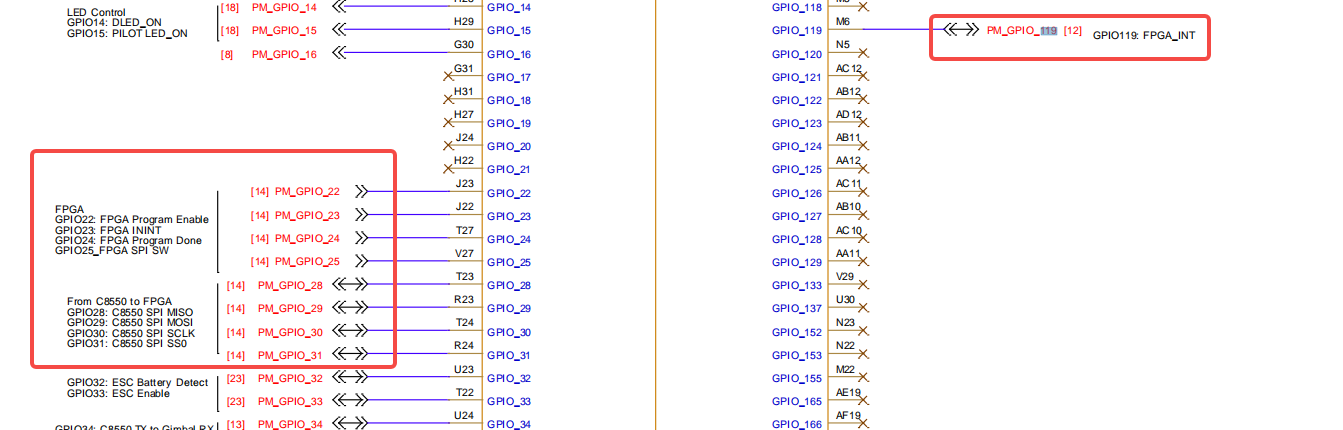 LED Control
GPIO14: DLED_ON
GPIO15: PILOT LED_ON
[18] PM_GPIO_14
GPIO_14
[18] PM_GPIO_15
H29
GPIO_15
[8] PM_GPIO_16
G30
GPIO_16
G31
GPIO_17
H31
GPIO_18
H27
GPIO_19
J24
GPIO_20
H22
GPIO_21
FPGA
GPIO22: FPGA Program Enable
GPIO23: FPGA ININT
GPIO24: FPGA Program Done
GPIO25_FPGA SPI SW
[14] PM_GPIO_22
J23
GPIO_22
[14] PM_GPIO_23
J22
GPIO_23
[14] PM_GPIO_24
T27
GPIO_24
[14] PM_GPIO_25
V27
GPIO_25
From C8550 to FPGA
GPIO28: C8550 SPI MISO
GPIO29: C8550 SPI MOSI
GPIO30: C8550 SPI SCLK
GPIO31: C8550 SPI SS0
[14] PM_GPIO_28
T23
GPIO_28
[14] PM_GPIO_29
R23
GPIO_29
[14] PM_GPIO_30
T24
GPIO_30
[14] PM_GPIO_31
R24
GPIO_31
GPIO32: ESC Battery Detect
GPIO33: ESC Enable
[23] PM_GPIO_32
U23
GPIO_32
[23] PM_GPIO_33
T22
GPIO_33
GPIO34: C8550 TX to Gimbal RX
[13] PM_GPIO_34
U24
GPIO_34
GPIO_118
GPIO_119
M6
PM_GPIO_119 [12]
GPIO119: FPGA_INT
GPIO_120
N5
GPIO_121
AC12
GPIO_122
AB12
GPIO_123
AD12
GPIO_124
AB11
GPIO_125
AA12
GPIO_126
AC11
GPIO_127
AB10
GPIO_128
AC10
GPIO_129
AA11
GPIO_133
V29
GPIO_137
U30
GPIO_152
N23
GPIO_153
N22
GPIO_155
M22
GPIO_165
AE19
GPIO_166
AF19